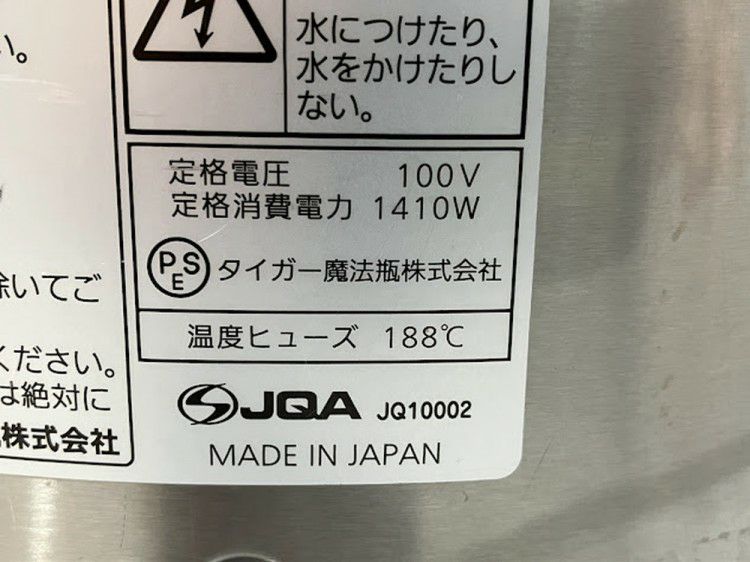 い。
水につけたり、
水をかけたりし
ない。
定格電圧 100V
定格消費電力 1410W
PSE タイガー魔法瓶株式会社
温度ヒューズ 188℃
除いてご
ください。
は絶対に
株式会社
JQA JQ10002
MADE IN JAPAN